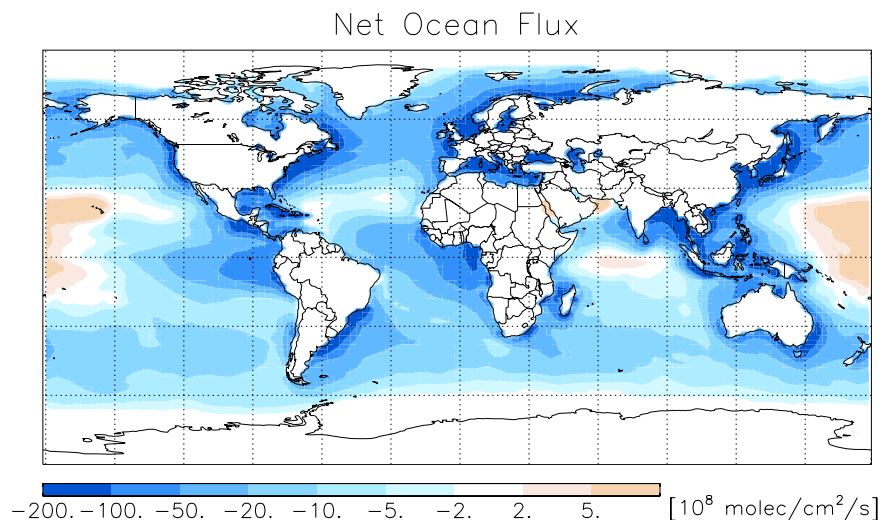 Net Ocean Flux
-200. -100. -50. -20. -10. -5. -2. 2. 5. [10⁸ molec/cm²/s]